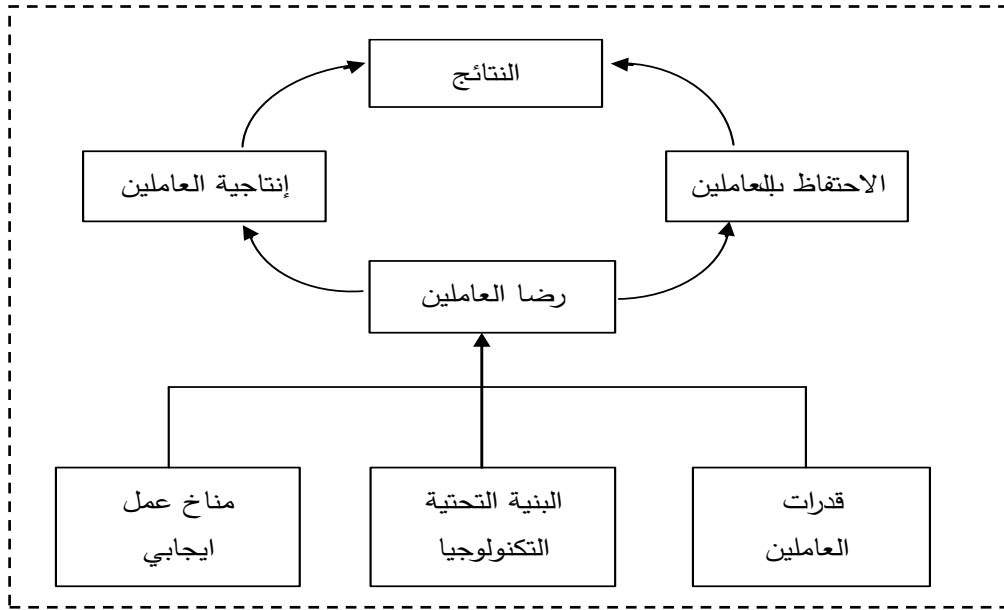 النتائج
الاحتفاظ بالعاملين
إنتاجية العاملين
رضا العاملين
قدرات
العاملين
البنية التحتية
التكنولوجيا
مناخ عمل
ايجابي